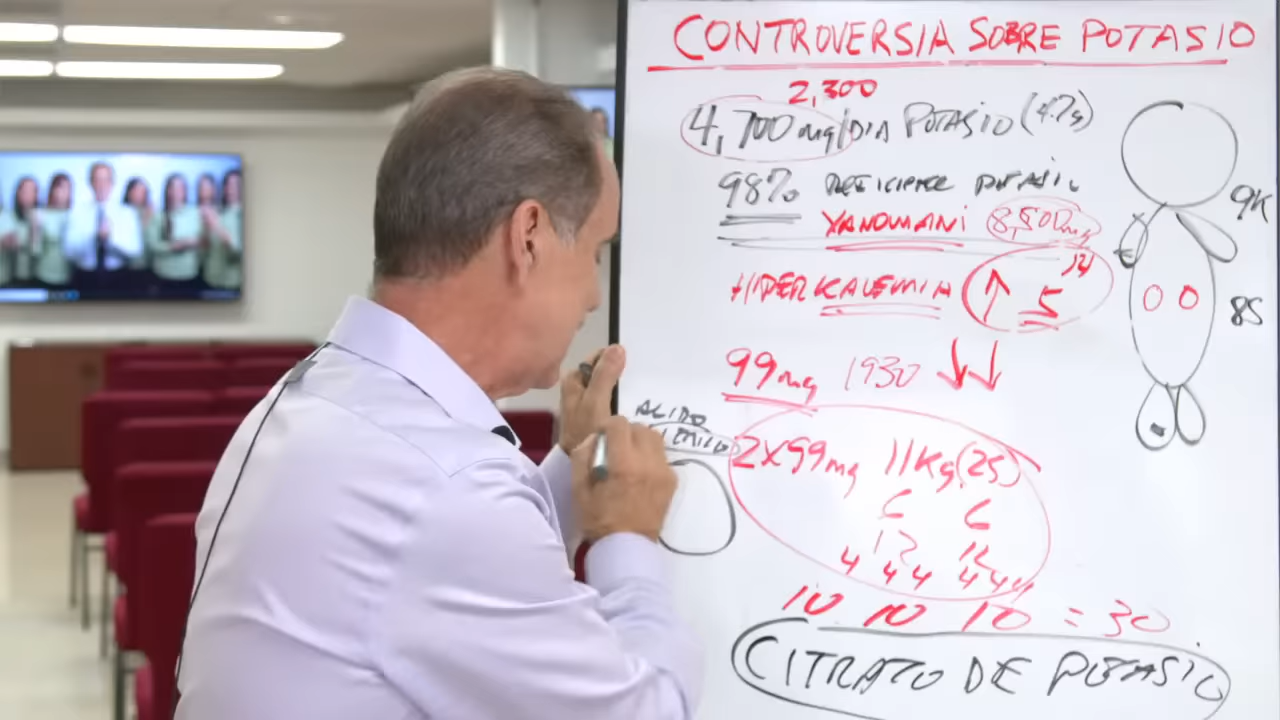 CONTROVERSIA SOBRE POTASIO
2,300
4,700 mg/DIA POTASIO (4.7g)
98%
YANOMANI 8,500mg
9K
HIPERKALEMIA ↑ 5
85
99mg 1930 ↓↓
ACIDO
2X99mg 11Kg(25)
6 6
12 12
4 4 4 4 4 4
10 10 10 = 30
CITRATO DE POTASIO